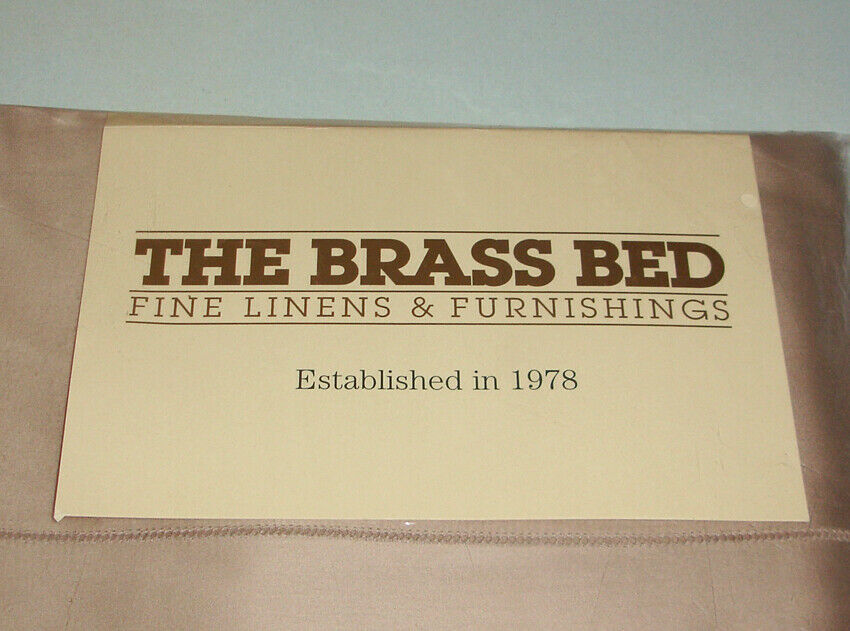 THE BRASS BED
FINE LINENS & FURNISHINGS
Established in 1978